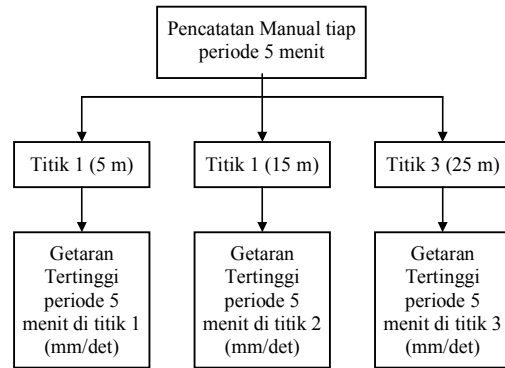 Pencatatan Manual tiap
periode 5 menit
Titik 1 (5 m)
Titik 1 (15 m)
Titik 3 (25 m)
Getaran
Tertinggi
periode 5
menit di titik 1
(mm/det)
Getaran
Tertinggi
periode 5
menit di titik 2
(mm/det)
Getaran
Tertinggi
periode 5
menit di titik 3
(mm/det)